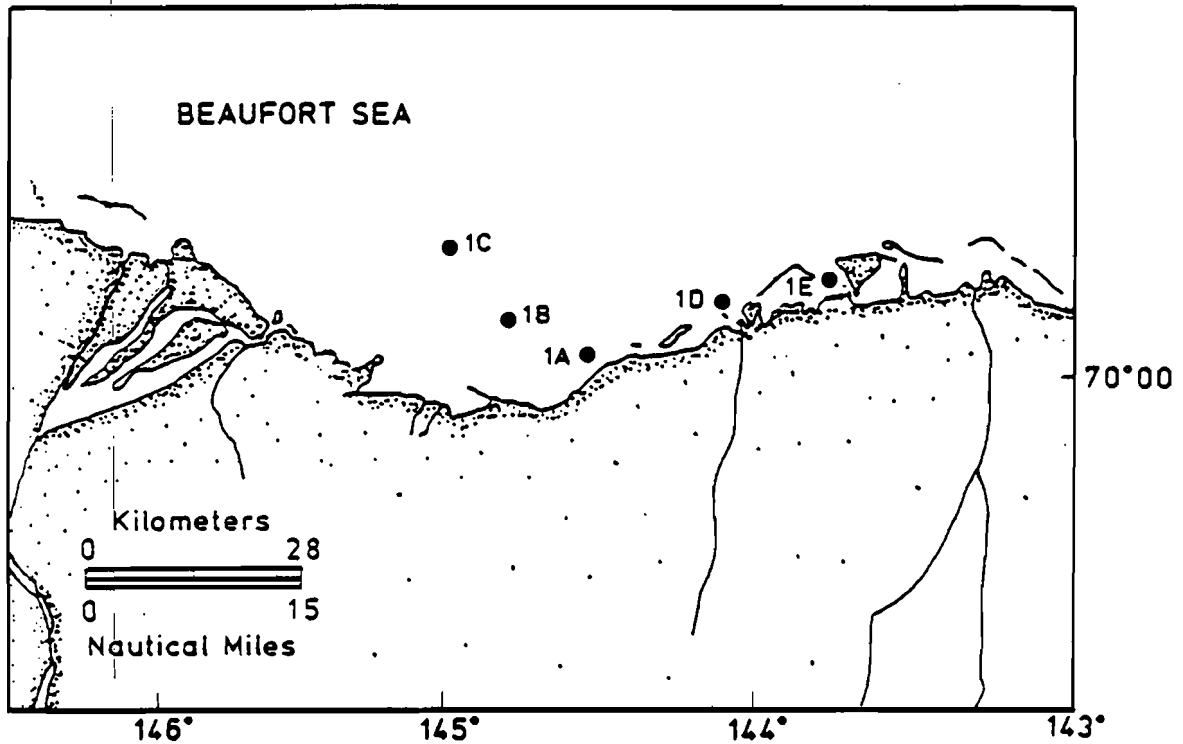 BEAUFORT SEA
1C
1B
1A
1D
1E
70°00
Kilometers
0 28
0 15
Nautical Miles
146° 145° 144° 143°